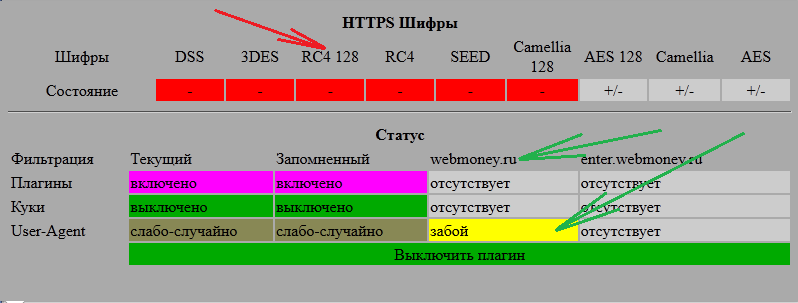 HTTPS Шифры
Шифры DSS 3DES RC4 128 RC4 SEED Camellia 128 AES 128 Camellia AES
Состояние - - - - - - +/- +/- +/-
Статус
Фильтрация Текущий Запомненный webmoney.ru enter.webmoney.ru
Плагины включено включено отсутствует отсутствует
Куки выключено выключено отсутствует отсутствует
User-Agent слабо-случайно слабо-случайно забой отсутствует
Выключить плагин